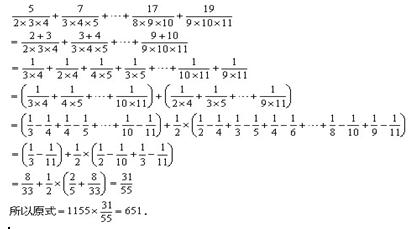 5/(2×3×4) + 7/(3×4×5) + ⋯ + 17/(8×9×10) + 19/(9×10×11)
= (2+3)/(2×3×4) + (3+4)/(3×4×5) + ⋯ + (9+10)/(9×10×11)
= 1/(3×4) + 1/(2×4) + 1/(4×5) + 1/(3×5) + ⋯ + 1/(10×11) + 1/(9×11)
= (1/(3×4) + 1/(4×5) + ⋯ + 1/(10×11)) + (1/(2×4) + 1/(3×5) + ⋯ + 1/(9×11))
= (1/3 − 1/4 + 1/4 − 1/5 + ⋯ + 1/10 − 1/11) + 1/2 × (1/2 − 1/4 + 1/3 − 1/5 + 1/4 − 1/6 + ⋯ + 1/8 − 1/10 + 1/9 − 1/11)
= (1/3 − 1/11) + 1/2 × (1/2 − 1/10 + 1/3 − 1/11)
= 8/33 + 1/2 × (2/5 + 8/33) = 31/55
所以原式 = 1155 × 31/55 = 651．